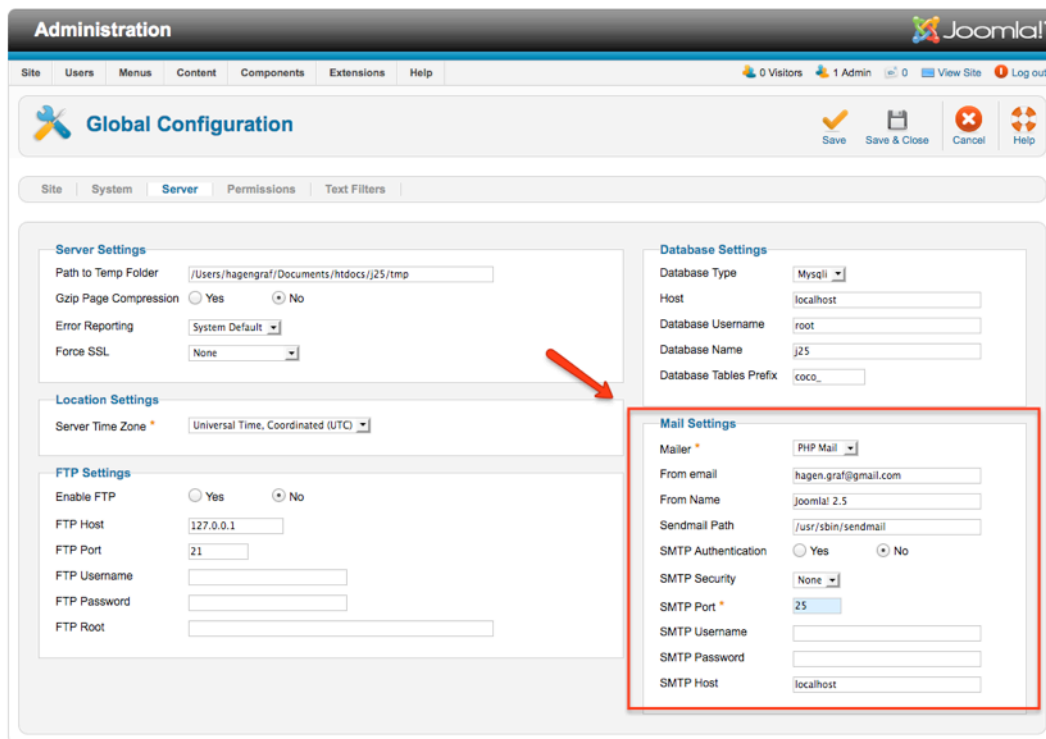 Administration
Joomla!
Site Users Menus Content Components Extensions Help
0 Visitors 1 Admin 0 View Site Log out
Global Configuration
Save Save & Close Cancel Help
Site System Server Permissions Text Filters
Server Settings
Path to Temp Folder /Users/hagengraf/Documents/htdocs/j25/tmp
Gzip Page Compression Yes No
Error Reporting System Default
Force SSL None
Location Settings
Server Time Zone * Universal Time, Coordinated (UTC)
FTP Settings
Enable FTP Yes No
FTP Host 127.0.0.1
FTP Port 21
FTP Username
FTP Password
FTP Root
Database Settings
Database Type Mysqli
Host localhost
Database Username root
Database Name j25
Database Tables Prefix coco_
Mail Settings
Mailer * PHP Mail
From email hagen.graf@gmail.com
From Name Joomla! 2.5
Sendmail Path /usr/sbin/sendmail
SMTP Authentication Yes No
SMTP Security None
SMTP Port * 25
SMTP Username
SMTP Password
SMTP Host localhost